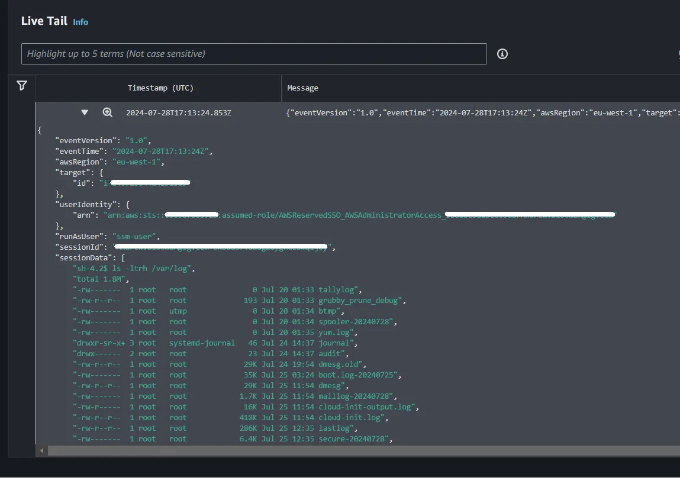 Live Tail Info
Highlight up to 5 terms (Not case sensitive)
Timestamp (UTC) Message
2024-07-28T17:13:24.853Z {"eventVersion":"1.0","eventTime":"2024-07-28T17:13:24Z","awsRegion":"eu-west-1","target":
{
"eventVersion": "1.0",
"eventTime": "2024-07-28T17:13:24Z",
"awsRegion": "eu-west-1",
"target": {
"id": "i
},
"userIdentity": {
"arn": "arn:aws:sts:: :assumed-role/AWSReservedSSO_AWSAdministratorAccess_ "
},
"runAsUser": "ssm-user",
"sessionId": ",
"sessionData": [
"sh-4.2$ ls -ltrh /var/log",
"total 1.8M",
"-rw------- 1 root root 0 Jul 20 01:33 tallylog",
"-rw-r--r-- 1 root root 193 Jul 20 01:33 grubby_prune_debug",
"-rw------- 1 root utmp 0 Jul 20 01:34 btmp",
"-rw------- 1 root root 0 Jul 20 01:34 spooler-20240728",
"-rw------- 1 root root 0 Jul 20 01:35 yum.log",
"drwxr-sr-x+ 3 root systemd-journal 46 Jul 24 14:37 journal",
"drwx------ 2 root root 23 Jul 24 14:37 audit",
"-rw-r--r-- 1 root root 29K Jul 24 19:54 dmesg.old",
"-rw------- 1 root root 35K Jul 25 03:24 boot.log-20240725",
"-rw-r--r-- 1 root root 29K Jul 25 11:54 dmesg",
"-rw------- 1 root root 1.7K Jul 25 11:54 maillog-20240728",
"-rw-r----- 1 root root 16K Jul 25 11:54 cloud-init-output.log",
"-rw-r--r-- 1 root root 418K Jul 25 11:54 cloud-init.log",
"-rw-r--r-- 1 root root 286K Jul 25 12:35 lastlog",
"-rw------- 1 root root 6.4K Jul 25 12:35 secure-20240728",